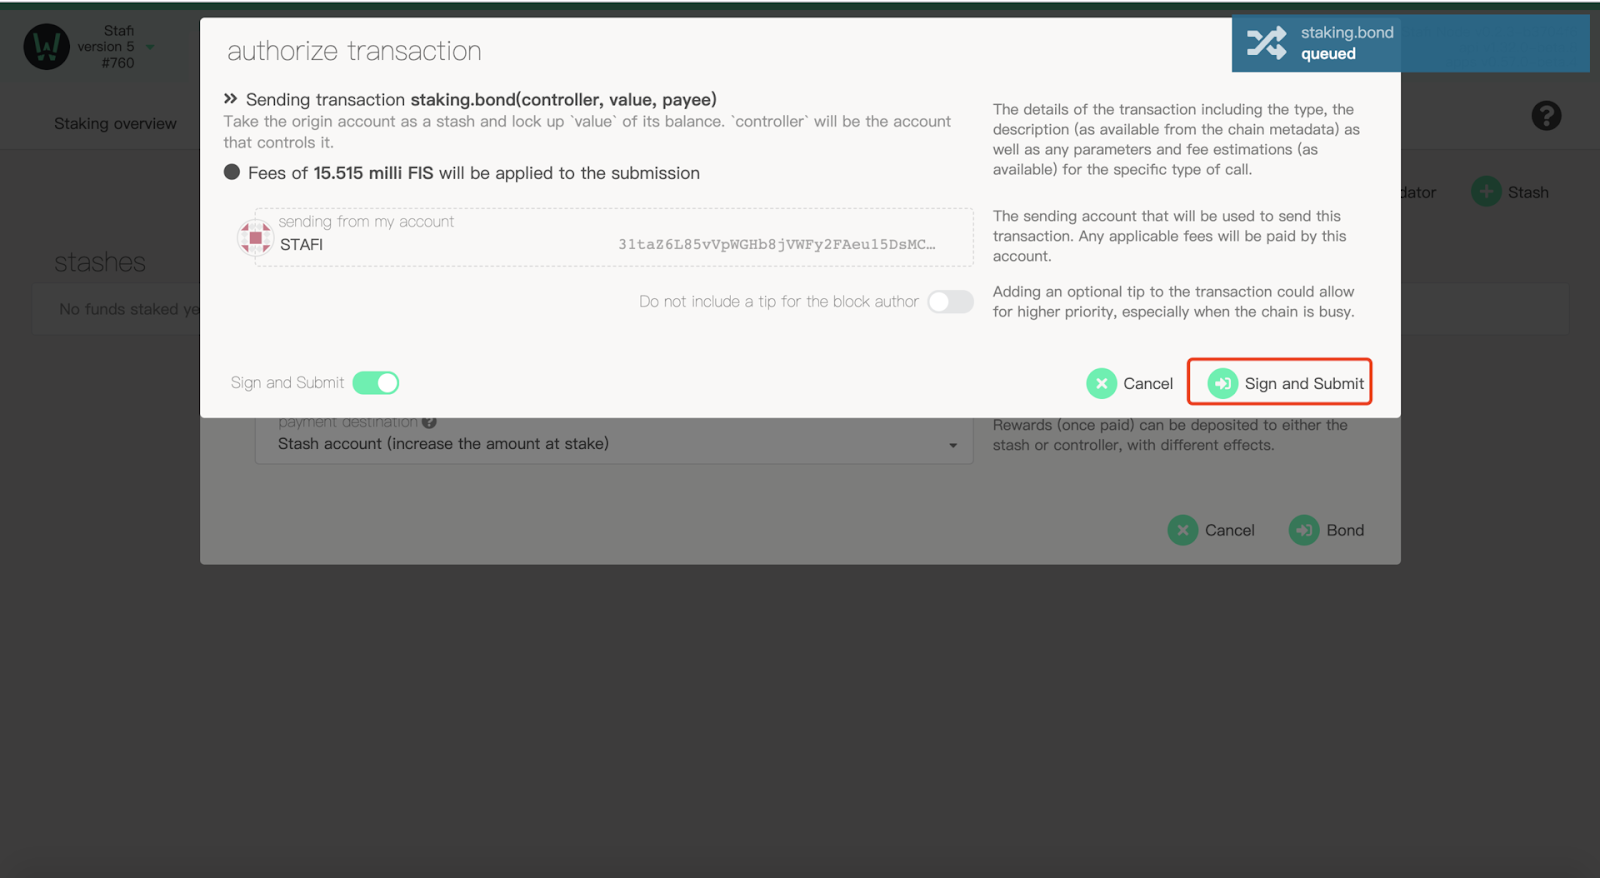 Stafi
version 5
#760
authorize transaction
staking.bond
queued
Sending transaction staking.bond(controller, value, payee)
Take the origin account as a stash and lock up `value` of its balance. `controller` will be the account
that controls it.
Fees of 15.515 milli FIS will be applied to the submission
The details of the transaction including the type, the
description (as available from the chain metadata) as
well as any parameters and fee estimations (as
available) for the specific type of call.
Staking overview
?
dator
Stash
sending from my account
STAFI
31taZ6L85vVpWGHb8jVWFy2FAeu15DsMC…
The sending account that will be used to send this
transaction. Any applicable fees will be paid by this
account.
stashes
No funds staked ye
Do not include a tip for the block author
Adding an optional tip to the transaction could allow
for higher priority, especially when the chain is busy.
Sign and Submit
Cancel
Sign and Submit
payment destination ?
Stash account (increase the amount at stake)
Rewards (once paid) can be deposited to either the
stash or controller, with different effects.
Cancel
Bond